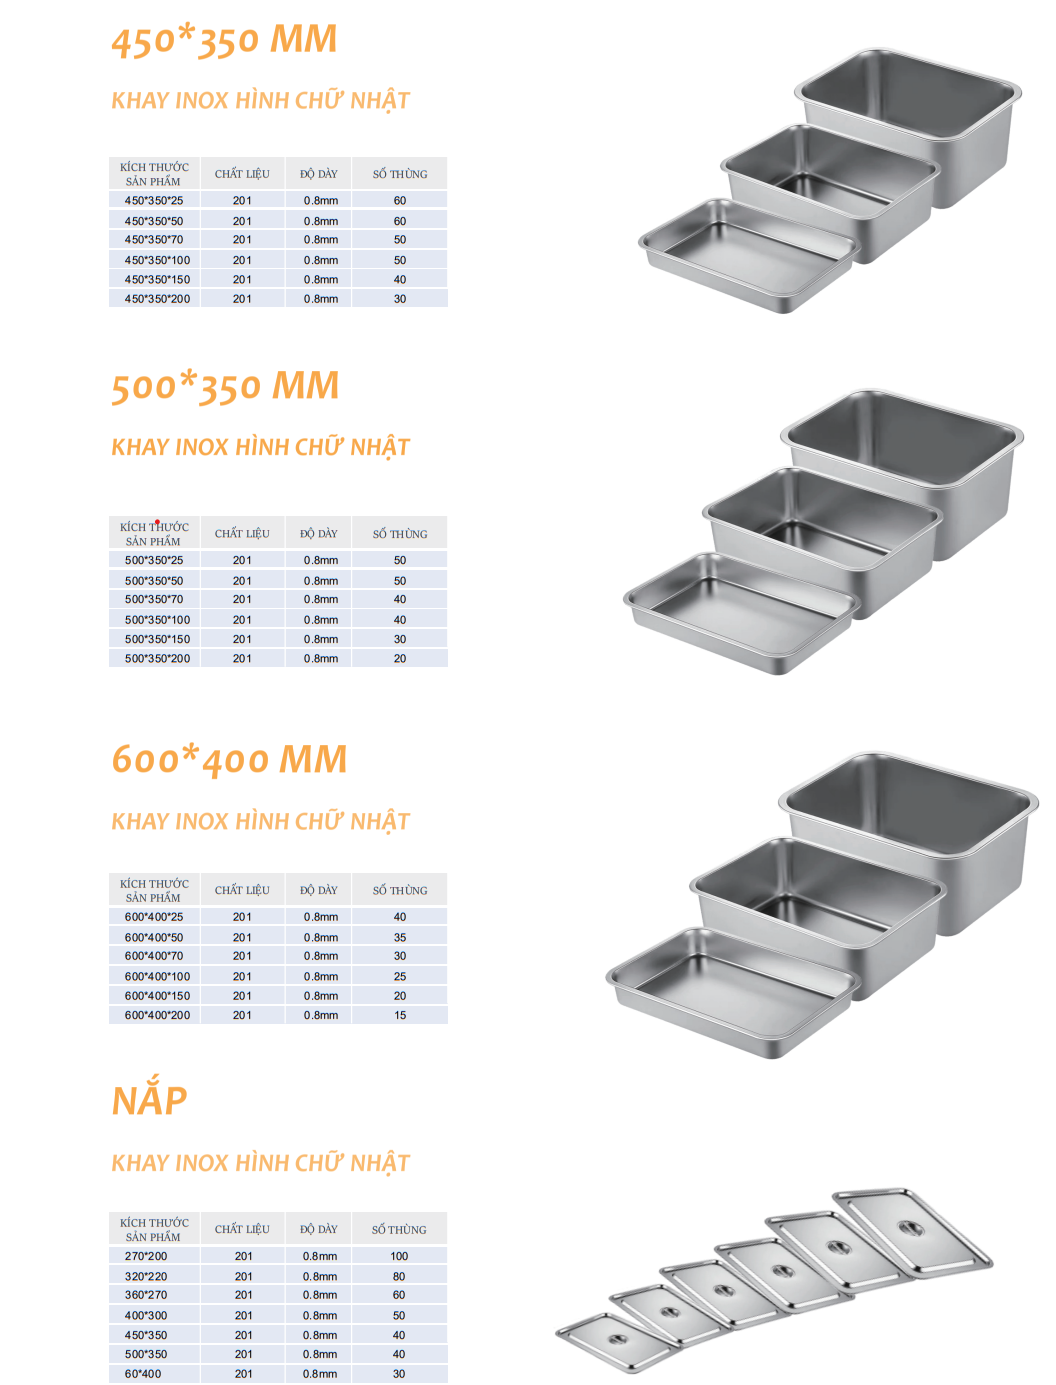 450*350 MM
KHAY INOX HÌNH CHỮ NHẬT
KÍCH THƯỚC SẢN PHẨM CHẤT LIỆU ĐỘ DÀY SỐ THÙNG
450*350*25 201 0.8mm 60
450*350*50 201 0.8mm 60
450*350*70 201 0.8mm 50
450*350*100 201 0.8mm 50
450*350*150 201 0.8mm 40
450*350*200 201 0.8mm 30
500*350 MM
KHAY INOX HÌNH CHỮ NHẬT
KÍCH THƯỚC SẢN PHẨM CHẤT LIỆU ĐỘ DÀY SỐ THÙNG
500*350*25 201 0.8mm 50
500*350*50 201 0.8mm 50
500*350*70 201 0.8mm 40
500*350*100 201 0.8mm 40
500*350*150 201 0.8mm 30
500*350*200 201 0.8mm 20
600*400 MM
KHAY INOX HÌNH CHỮ NHẬT
KÍCH THƯỚC SẢN PHẨM CHẤT LIỆU ĐỘ DÀY SỐ THÙNG
600*400*25 201 0.8mm 40
600*400*50 201 0.8mm 35
600*400*70 201 0.8mm 30
600*400*100 201 0.8mm 25
600*400*150 201 0.8mm 20
600*400*200 201 0.8mm 15
NẮP
KHAY INOX HÌNH CHỮ NHẬT
KÍCH THƯỚC SẢN PHẨM CHẤT LIỆU ĐỘ DÀY SỐ THÙNG
270*200 201 0.8mm 100
320*220 201 0.8mm 80
360*270 201 0.8mm 60
400*300 201 0.8mm 50
450*350 201 0.8mm 40
500*350 201 0.8mm 40
60*400 201 0.8mm 30